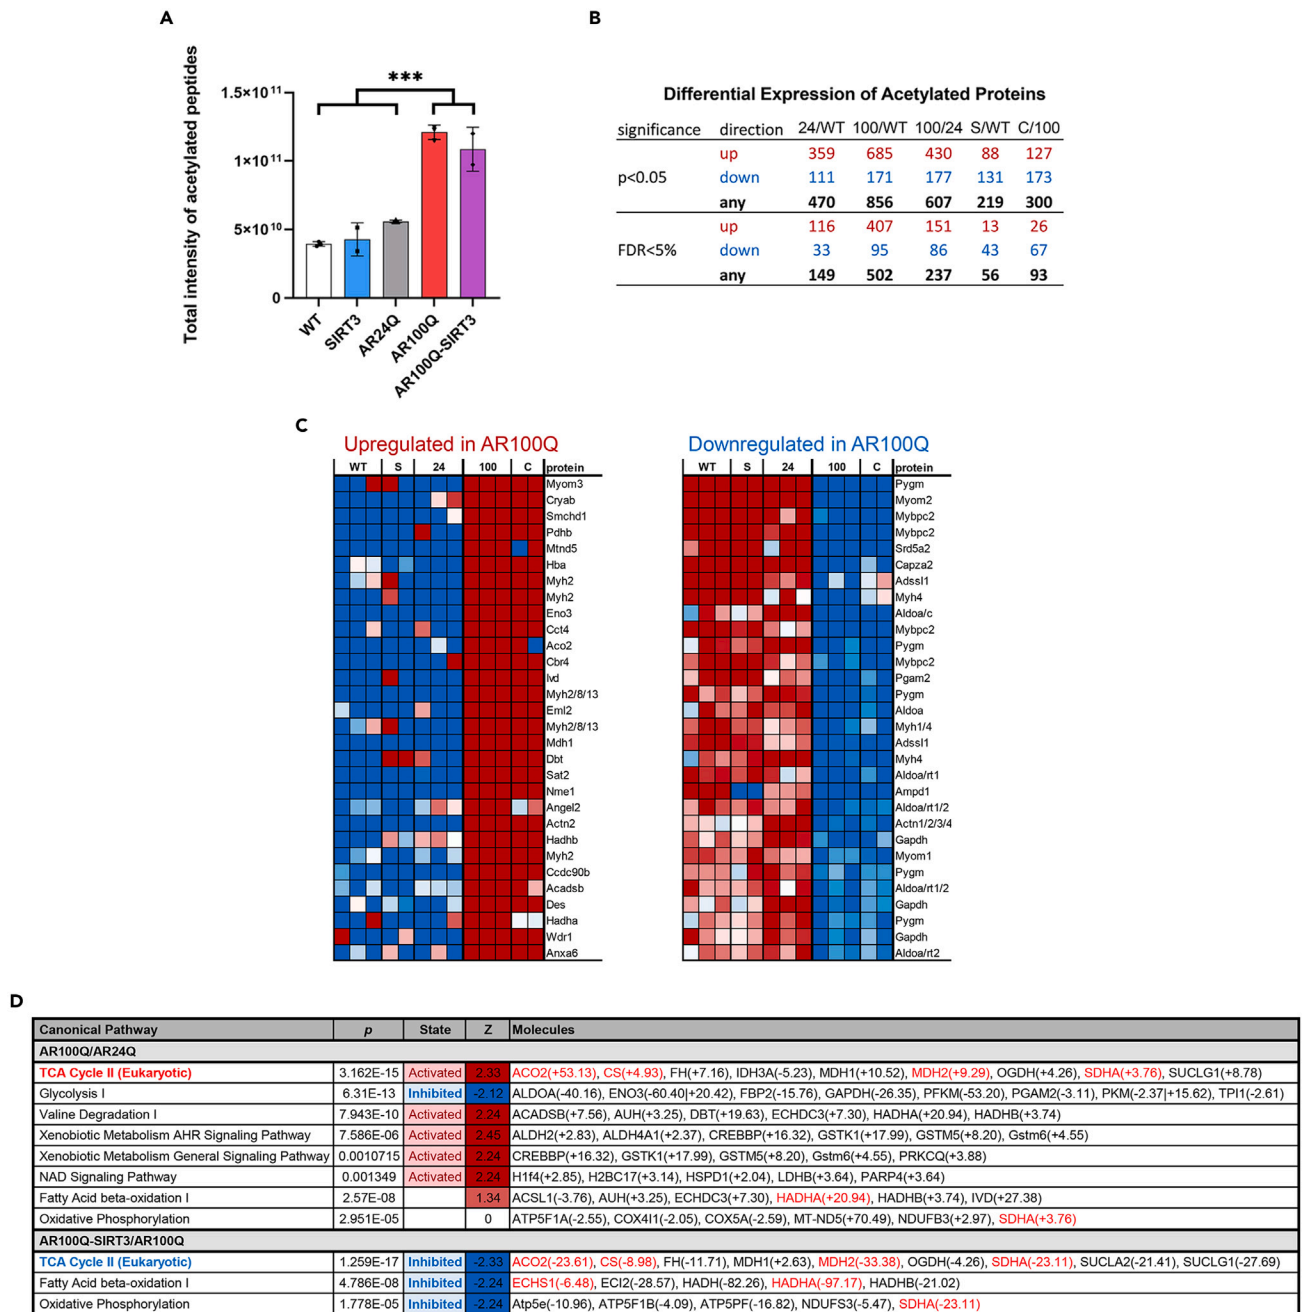 A
Total intensity of acetylated peptides
1.5×10¹¹
1×10¹¹
5×10¹⁰
0
***
WT
SIRT3
AR24Q
AR100Q
AR100Q-SIRT3
B
Differential Expression of Acetylated Proteins
significance direction 24/WT 100/WT 100/24 S/WT C/100
up 359 685 430 88 127
p<0.05 down 111 171 177 131 173
any 470 856 607 219 300
up 116 407 151 13 26
FDR<5% down 33 95 86 43 67
any 149 502 237 56 93
C
Upregulated in AR100Q
WT S 24 100 C protein
Myom3
Cryab
Smchd1
Pdhb
Mtnd5
Hba
Myh2
Myh2
Eno3
Cct4
Aco2
Cbr4
Ivd
Myh2/8/13
Eml2
Myh2/8/13
Mdh1
Dbt
Sat2
Nme1
Angel2
Actn2
Hadhb
Myh2
Ccdc90b
Acadsb
Des
Hadha
Wdr1
Anxa6
Downregulated in AR100Q
WT S 24 100 C protein
Pygm
Myom2
Mybpc2
Mybpc2
Srd5a2
Capza2
Adssl1
Myh4
Aldoa/c
Mybpc2
Pygm
Mybpc2
Pgam2
Pygm
Aldoa
Myh1/4
Adssl1
Myh4
Aldoa/rt1
Ampd1
Aldoa/rt1/2
Actn1/2/3/4
Gapdh
Myom1
Pygm
Aldoa/rt1/2
Gapdh
Pygm
Gapdh
Aldoa/rt2
D
Canonical Pathway p State Z Molecules
AR100Q/AR24Q
TCA Cycle II (Eukaryotic) 3.162E-15 Activated 2.33 ACO2(+53.13), CS(+4.93), FH(+7.16), IDH3A(-5.23), MDH1(+10.52), MDH2(+9.29), OGDH(+4.26), SDHA(+3.76), SUCLG1(+8.78)
Glycolysis I 6.31E-13 Inhibited -2.12 ALDOA(-40.16), ENO3(-60.40|+20.42), FBP2(-15.76), GAPDH(-26.35), PFKM(-53.20), PGAM2(-3.11), PKM(-2.37|+15.62), TPI1(-2.61)
Valine Degradation I 7.943E-10 Activated 2.24 ACADSB(+7.56), AUH(+3.25), DBT(+19.63), ECHDC3(+7.30), HADHA(+20.94), HADHB(+3.74)
Xenobiotic Metabolism AHR Signaling Pathway 7.586E-06 Activated 2.45 ALDH2(+2.83), ALDH4A1(+2.37), CREBBP(+16.32), GSTK1(+17.99), GSTM5(+8.20), Gstm6(+4.55)
Xenobiotic Metabolism General Signaling Pathway 0.0010715 Activated 2.24 CREBBP(+16.32), GSTK1(+17.99), GSTM5(+8.20), Gstm6(+4.55), PRKCQ(+3.88)
NAD Signaling Pathway 0.001349 Activated 2.24 H1f4(+2.85), H2BC17(+3.14), HSPD1(+2.04), LDHB(+3.64), PARP4(+3.64)
Fatty Acid beta-oxidation I 2.57E-08 1.34 ACSL1(-3.76), AUH(+3.25), ECHDC3(+7.30), HADHA(+20.94), HADHB(+3.74), IVD(+27.38)
Oxidative Phosphorylation 2.951E-05 0 ATP5F1A(-2.55), COX4I1(-2.05), COX5A(-2.59), MT-ND5(+70.49), NDUFB3(+2.97), SDHA(+3.76)
AR100Q-SIRT3/AR100Q
TCA Cycle II (Eukaryotic) 1.259E-17 Inhibited -2.33 ACO2(-23.61), CS(-8.98), FH(-11.71), MDH1(+2.63), MDH2(-33.38), OGDH(-4.26), SDHA(-23.11), SUCLA2(-21.41), SUCLG1(-27.69)
Fatty Acid beta-oxidation I 4.786E-08 Inhibited -2.24 ECHS1(-6.48), ECI2(-28.57), HADH(-82.26), HADHA(-97.17), HADHB(-21.02)
Oxidative Phosphorylation 1.778E-05 Inhibited -2.24 Atp5e(-10.96), ATP5F1B(-4.09), ATP5PF(-16.82), NDUFS3(-5.47), SDHA(-23.11)